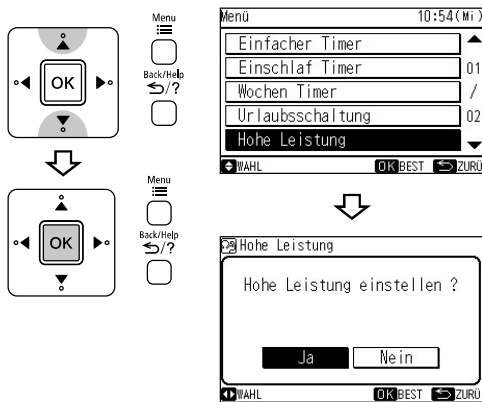 Menu
OK
Back/Help
?
Menü 10:54(Mi)
Einfacher Timer
Einschlaf Timer 01
Wochen Timer /
Urlaubsschaltung 02
Hohe Leistung
WAHL OK BEST ZURÜ
Menu
OK
Back/Help
?
Hohe Leistung
Hohe Leistung einstellen ?
Ja Nein
WAHL OK BEST ZURÜ